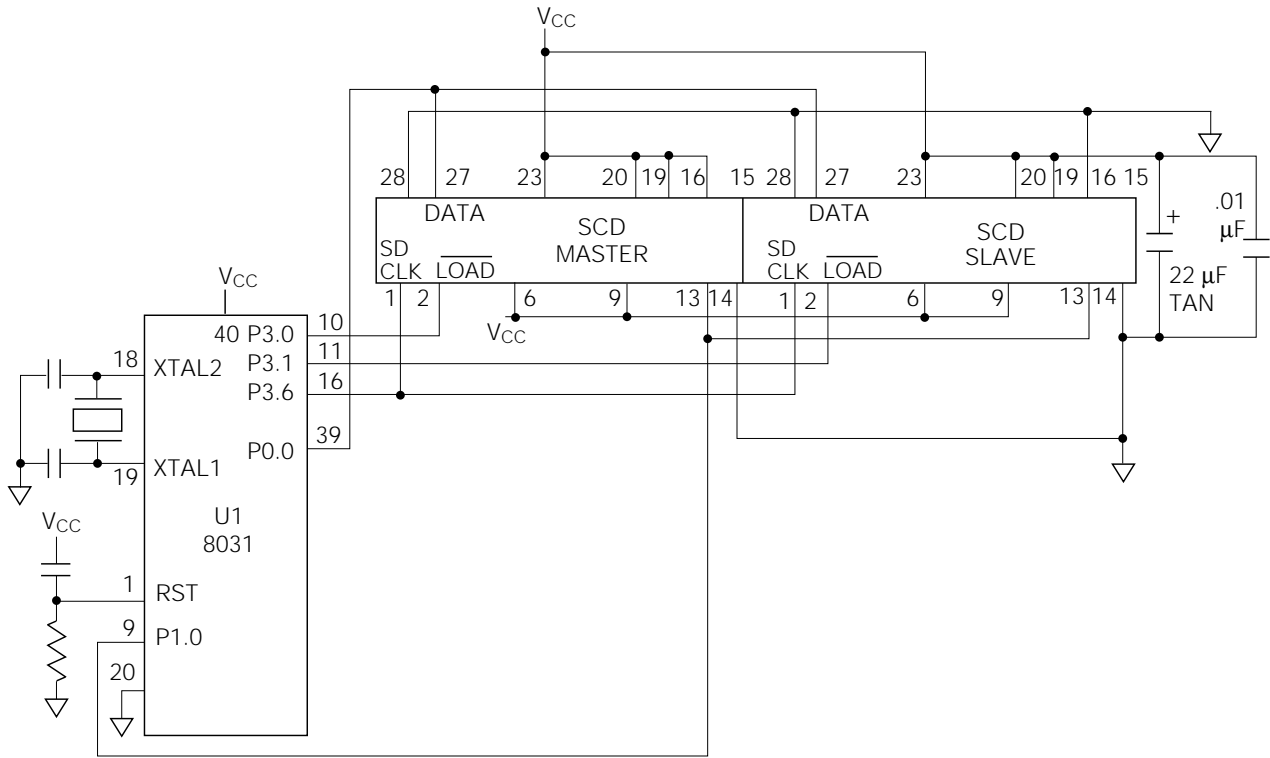 VCC
28
27
23
20
19
16
15
28
27
23
20
19
16
15
DATA
SCD
MASTER
SD
CLK
LOAD
DATA
SCD
SLAVE
SD
CLK
LOAD
+
22 µF
TAN
.01
µF
1
2
6
9
13
14
1
2
6
9
13
14
VCC
VCC
40 P3.0
10
P3.1
11
P3.6
16
P0.0
39
18
XTAL2
19
XTAL1
U1
8031
VCC
1
RST
9
P1.0
20